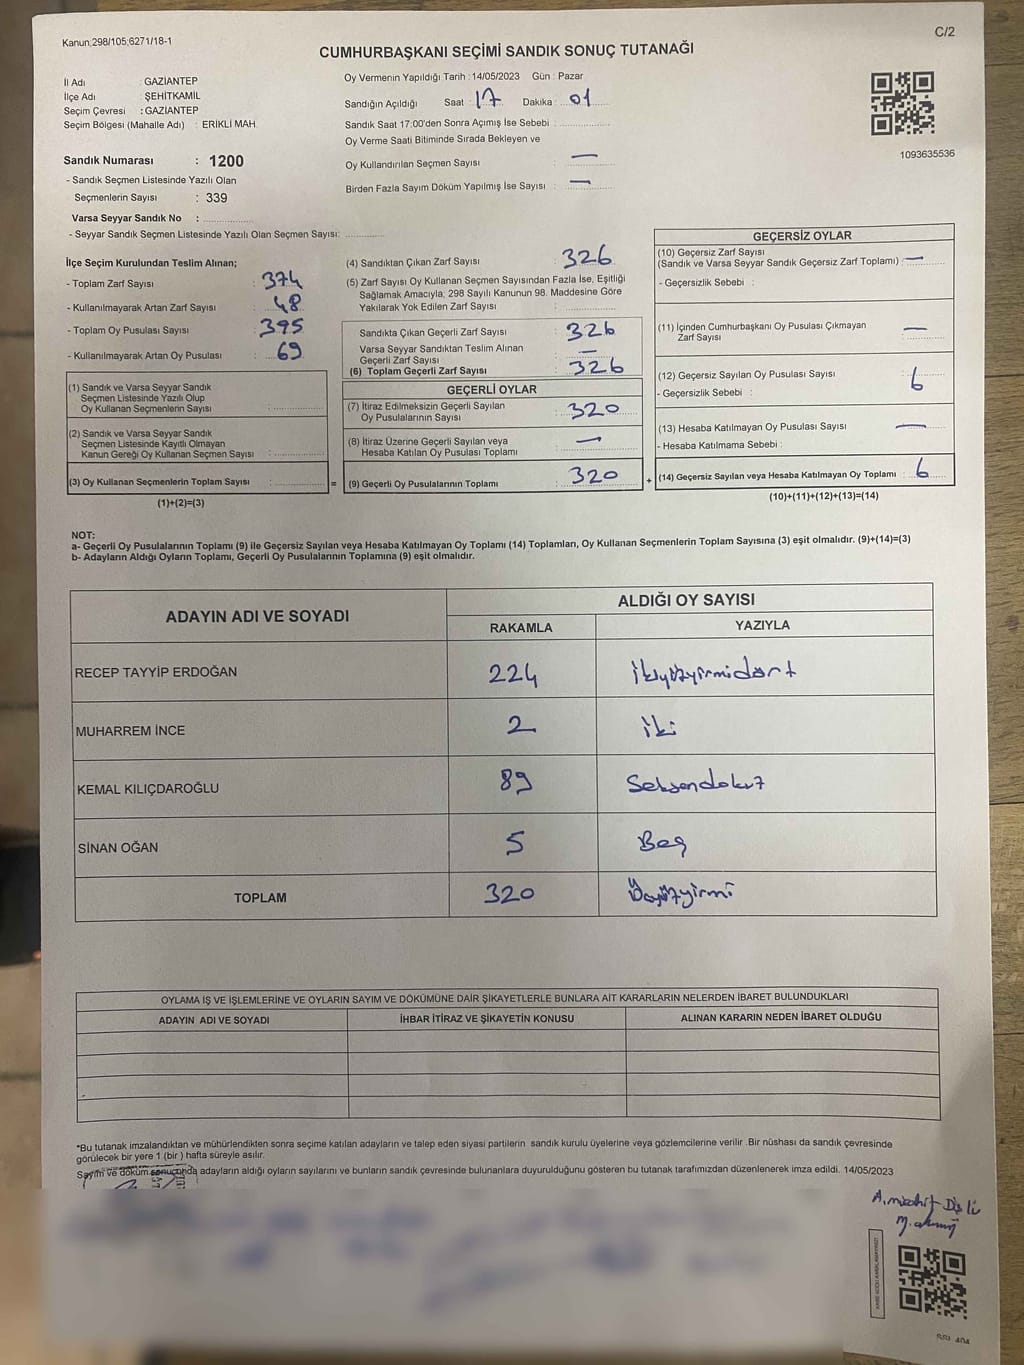 Kanun;298/105;6271/18-1
C/2
CUMHURBAŞKANI SEÇİMİ SANDIK SONUÇ TUTANAĞI
İl Adı : GAZİANTEP
İlçe Adı : ŞEHİTKAMİL
Seçim Çevresi : GAZİANTEP
Seçim Bölgesi (Mahalle Adı) : ERİKLİ MAH.
Sandık Numarası : 1200
- Sandık Seçmen Listesinde Yazılı Olan
Seçmenlerin Sayısı : 339
Varsa Seyyar Sandık No :
- Seyyar Sandık Seçmen Listesinde Yazılı Olan Seçmen Sayısı:
Oy Vermenin Yapıldığı Tarih : 14/05/2023 Gün : Pazar
Sandığın Açıldığı Saat : 17 Dakika : 01
Sandık Saat 17:00'den Sonra Açımış İse Sebebi :
Oy Verme Saati Bitiminde Sırada Bekleyen ve
Oy Kullandırılan Seçmen Sayısı : —
Birden Fazla Sayım Döküm Yapılmış İse Sayısı : —
1093635536
İlçe Seçim Kurulundan Teslim Alınan;
- Toplam Zarf Sayısı : 374
- Kullanılmayarak Artan Zarf Sayısı : 48
- Toplam Oy Pusulası Sayısı : 395
- Kullanılmayarak Artan Oy Pusulası : 69
(1) Sandık ve Varsa Seyyar Sandık
Seçmen Listesinde Yazılı Olup
Oy Kullanan Seçmenlerin Sayısı :
(2) Sandık ve Varsa Seyyar Sandık
Seçmen Listesinde Kayıtlı Olmayan
Kanun Gereği Oy Kullanan Seçmen Sayısı :
(3) Oy Kullanan Seçmenlerin Toplam Sayısı : =
(1)+(2)=(3)
(4) Sandıktan Çıkan Zarf Sayısı : 326
(5) Zarf Sayısı Oy Kullanan Seçmen Sayısından Fazla İse, Eşitliği
Sağlamak Amacıyla; 298 Sayılı Kanunun 98. Maddesine Göre
Yakılarak Yok Edilen Zarf Sayısı :
Sandıkta Çıkan Geçerli Zarf Sayısı : 326
Varsa Seyyar Sandıktan Teslim Alınan
Geçerli Zarf Sayısı : —
(6) Toplam Geçerli Zarf Sayısı : 326
GEÇERLİ OYLAR
(7) İtiraz Edilmeksizin Geçerli Sayılan
Oy Pusulalarının Sayısı : 320
(8) İtiraz Üzerine Geçerli Sayılan veya
Hesaba Katılan Oy Pusulası Toplamı : —
(9) Geçerli Oy Pusulalarının Toplamı : 320 +
GEÇERSİZ OYLAR
(10) Geçersiz Zarf Sayısı
(Sandık ve Varsa Seyyar Sandık Geçersiz Zarf Toplamı) : —
- Geçersizlik Sebebi :
(11) İçinden Cumhurbaşkanı Oy Pusulası Çıkmayan
Zarf Sayısı : —
(12) Geçersiz Sayılan Oy Pusulası Sayısı : 6
- Geçersizlik Sebebi :
(13) Hesaba Katılmayan Oy Pusulası Sayısı : —
- Hesaba Katılmama Sebebi :
(14) Geçersiz Sayılan veya Hesaba Katılmayan Oy Toplamı : 6
(10)+(11)+(12)+(13)=(14)
NOT:
a- Geçerli Oy Pusulalarının Toplamı (9) ile Geçersiz Sayılan veya Hesaba Katılmayan Oy Toplamı (14) Toplamları, Oy Kullanan Seçmenlerin Toplam Sayısına (3) eşit olmalıdır. (9)+(14)=(3)
b- Adayların Aldığı Oyların Toplamı, Geçerli Oy Pusulalarının Toplamına (9) eşit olmalıdır.
ADAYIN ADI VE SOYADI
ALDIĞI OY SAYISI
RAKAMLA YAZIYLA
RECEP TAYYİP ERDOĞAN 224 İkiyüzyirmidört
MUHARREM İNCE 2 İki
KEMAL KILIÇDAROĞLU 89 Seksendokuz
SİNAN OĞAN 5 Beş
TOPLAM 320 Üçyüzyirmi
OYLAMA İŞ VE İŞLEMLERİNE VE OYLARIN SAYIM VE DÖKÜMÜNE DAİR ŞİKAYETLERLE BUNLARA AİT KARARLARIN NELERDEN İBARET BULUNDUKLARI
ADAYIN ADI VE SOYADI İHBAR İTİRAZ VE ŞİKAYETİN KONUSU ALINAN KARARIN NEDEN İBARET OLDUĞU
*Bu tutanak imzalandıktan ve mühürlendikten sonra seçime katılan adayların ve talep eden siyasi partilerin sandık kurulu üyelerine veya gözlemcilerine verilir .Bir nüshası da sandık çevresinde
görülecek bir yere 1 (bir ) hafta süreyle asılır.
Sayım ve döküm sonucunda adayların aldığı oyların sayılarını ve bunların sandık çevresinde bulunanlara duyurulduğunu gösteren bu tutanak tarafımızdan düzenlenerek imza edildi. 14/05/2023